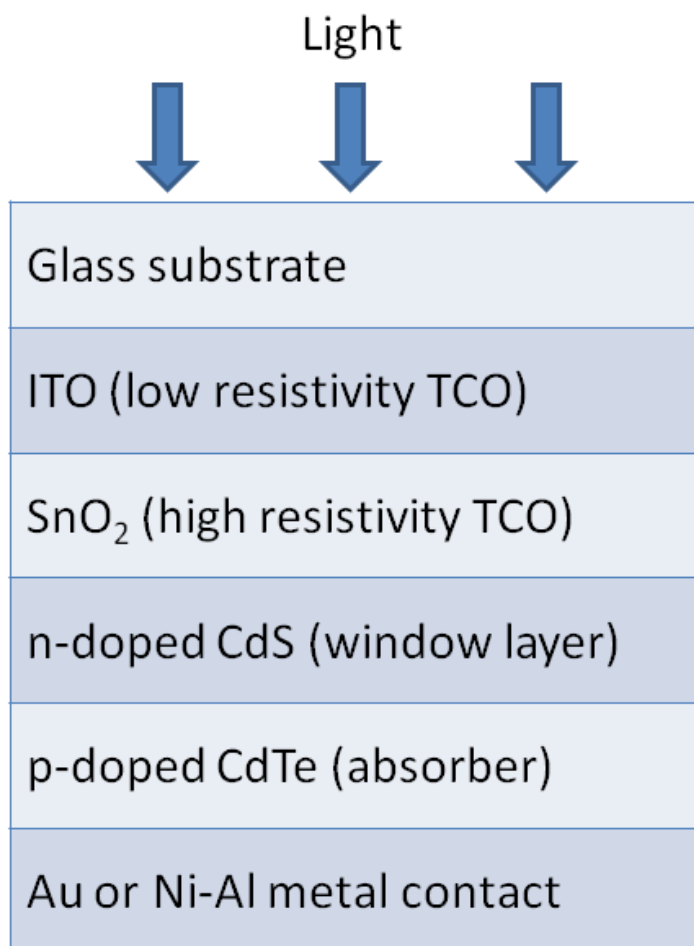 Light
Glass substrate
ITO (low resistivity TCO)
SnO₂ (high resistivity TCO)
n-doped CdS (window layer)
p-doped CdTe (absorber)
Au or Ni-Al metal contact